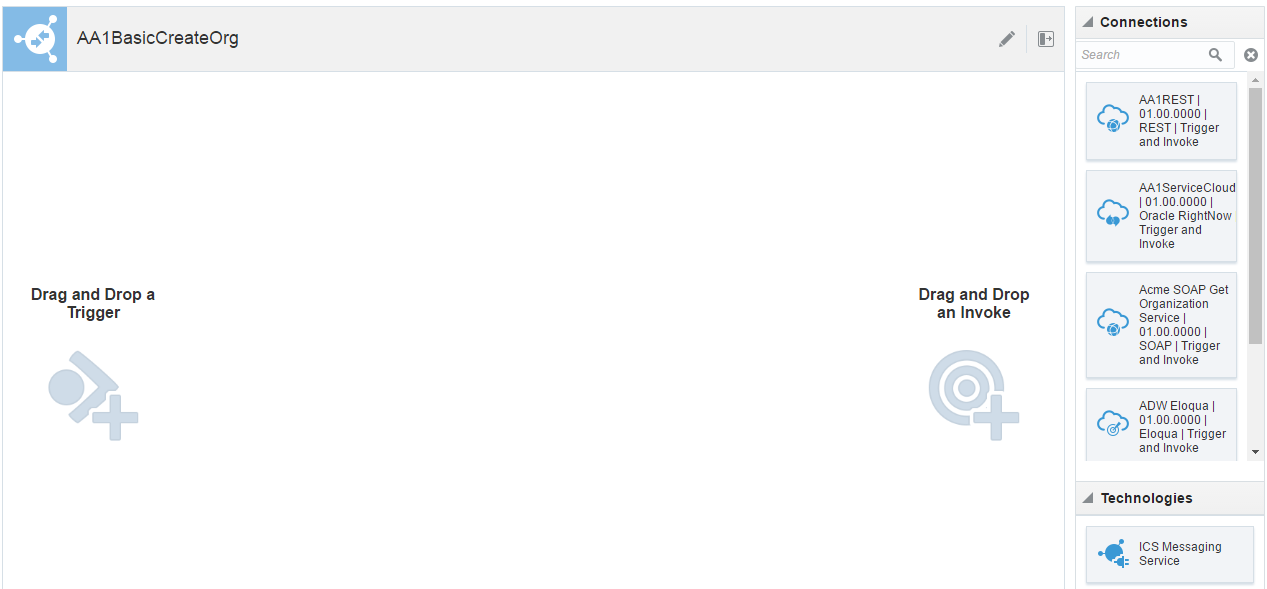 AA1BasicCreateOrg
Drag and Drop a
Trigger
Drag and Drop
an Invoke
Connections
Search
AA1REST |
01.00.0000 |
REST | Trigger
and Invoke
AA1ServiceCloud
| 01.00.0000 |
Oracle RightNow
Trigger and
Invoke
Acme SOAP Get
Organization
Service |
01.00.0000 |
SOAP | Trigger
and Invoke
ADW Eloqua |
01.00.0000 |
Eloqua | Trigger
and Invoke
Technologies
ICS Messaging
Service